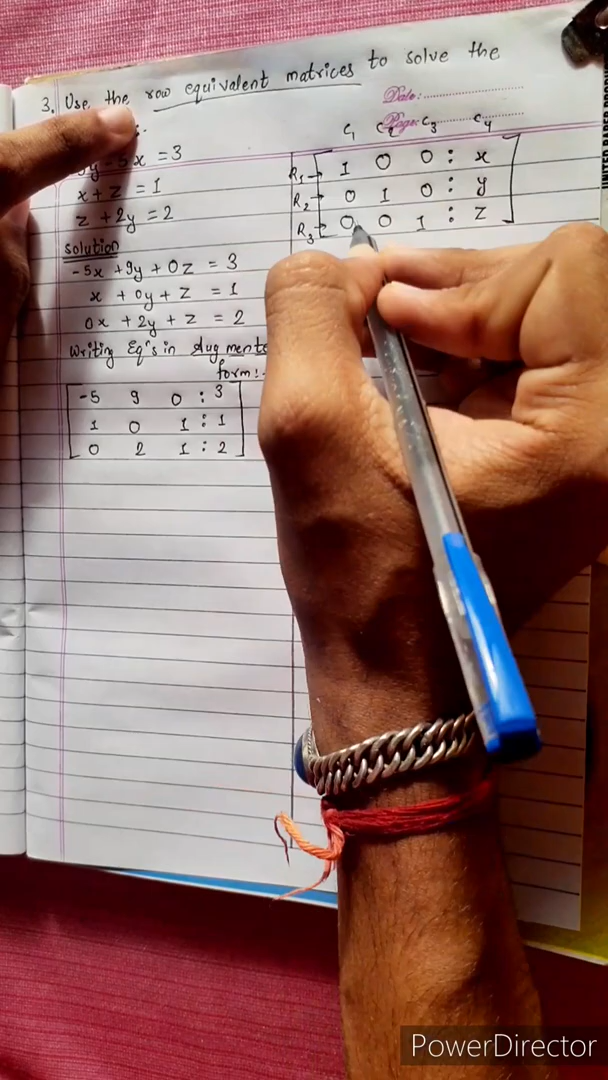 3. Use the row equivalent matrices to solve the
Date:
Page:
y - 5x = 3
x + z = 1
z + 2y = 2
C1 C2 C3 C4
R1→ [ 1 0 0 : x ]
R2→ [ 0 1 0 : y ]
R3→ [ 0 0 1 : z ]
solution
-5x + 9y + 0z = 3
x + 0y + z = 1
0x + 2y + z = 2
Writing Eqⁿs in Augmente
form:-
[ -5 9 0 : 3 ]
[ 1 0 1 : 1 ]
[ 0 2 1 : 2 ]
PowerDirector